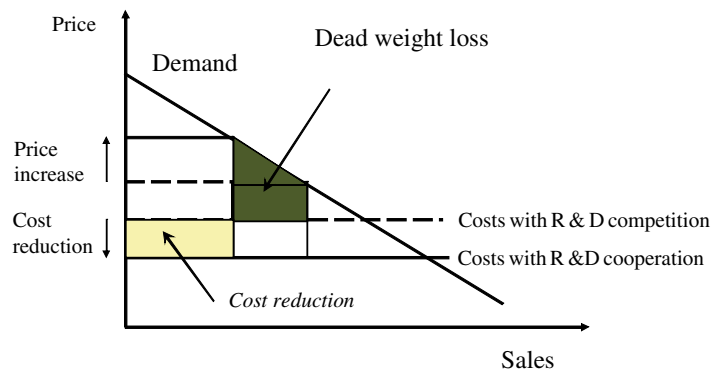 Price
Dead weight loss
Demand
Price
increase
Cost
reduction
Costs with R & D competition
Costs with R &D cooperation
Cost reduction
Sales